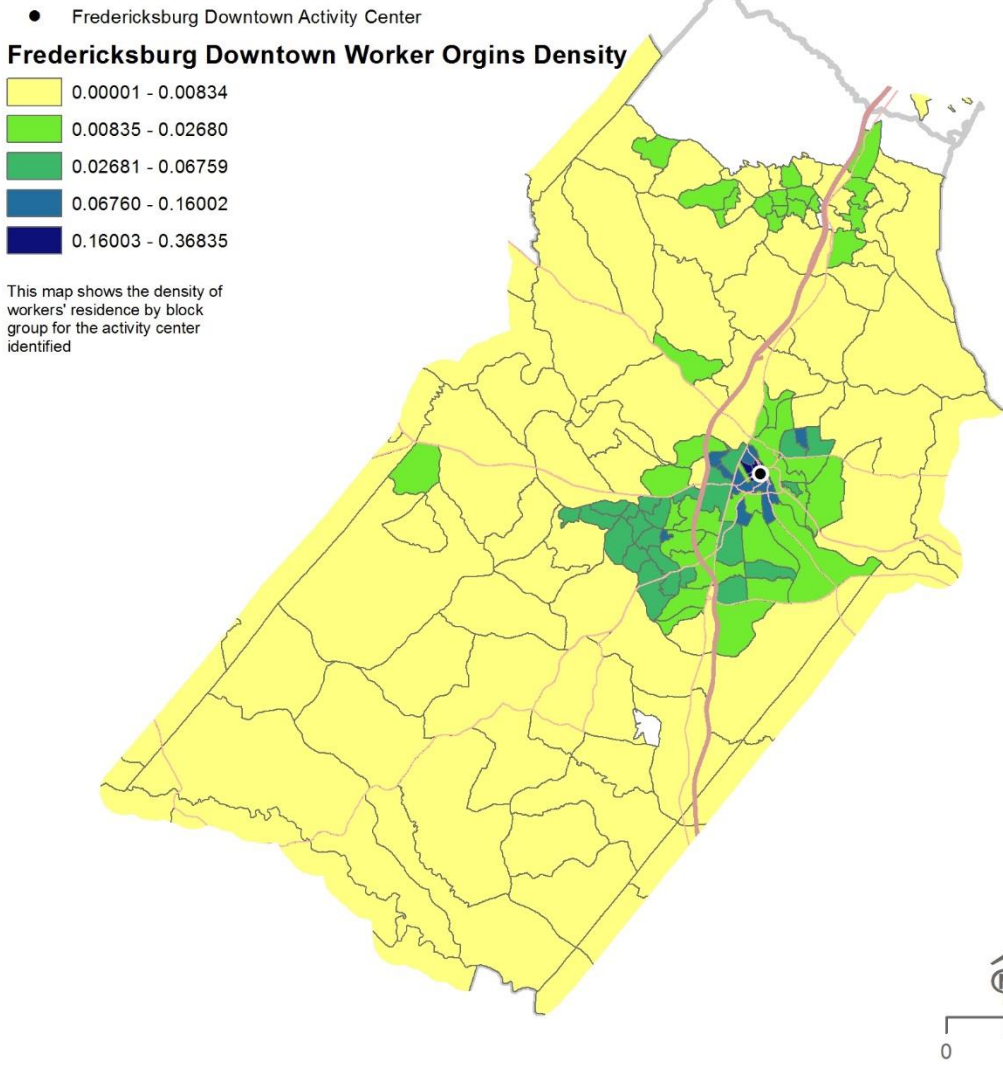 Fredericksburg Downtown Activity Center
Fredericksburg Downtown Worker Orgins Density
0.00001 - 0.00834
0.00835 - 0.02680
0.02681 - 0.06759
0.06760 - 0.16002
0.16003 - 0.36835
This map shows the density of
workers' residence by block
group for the activity center
identified
0